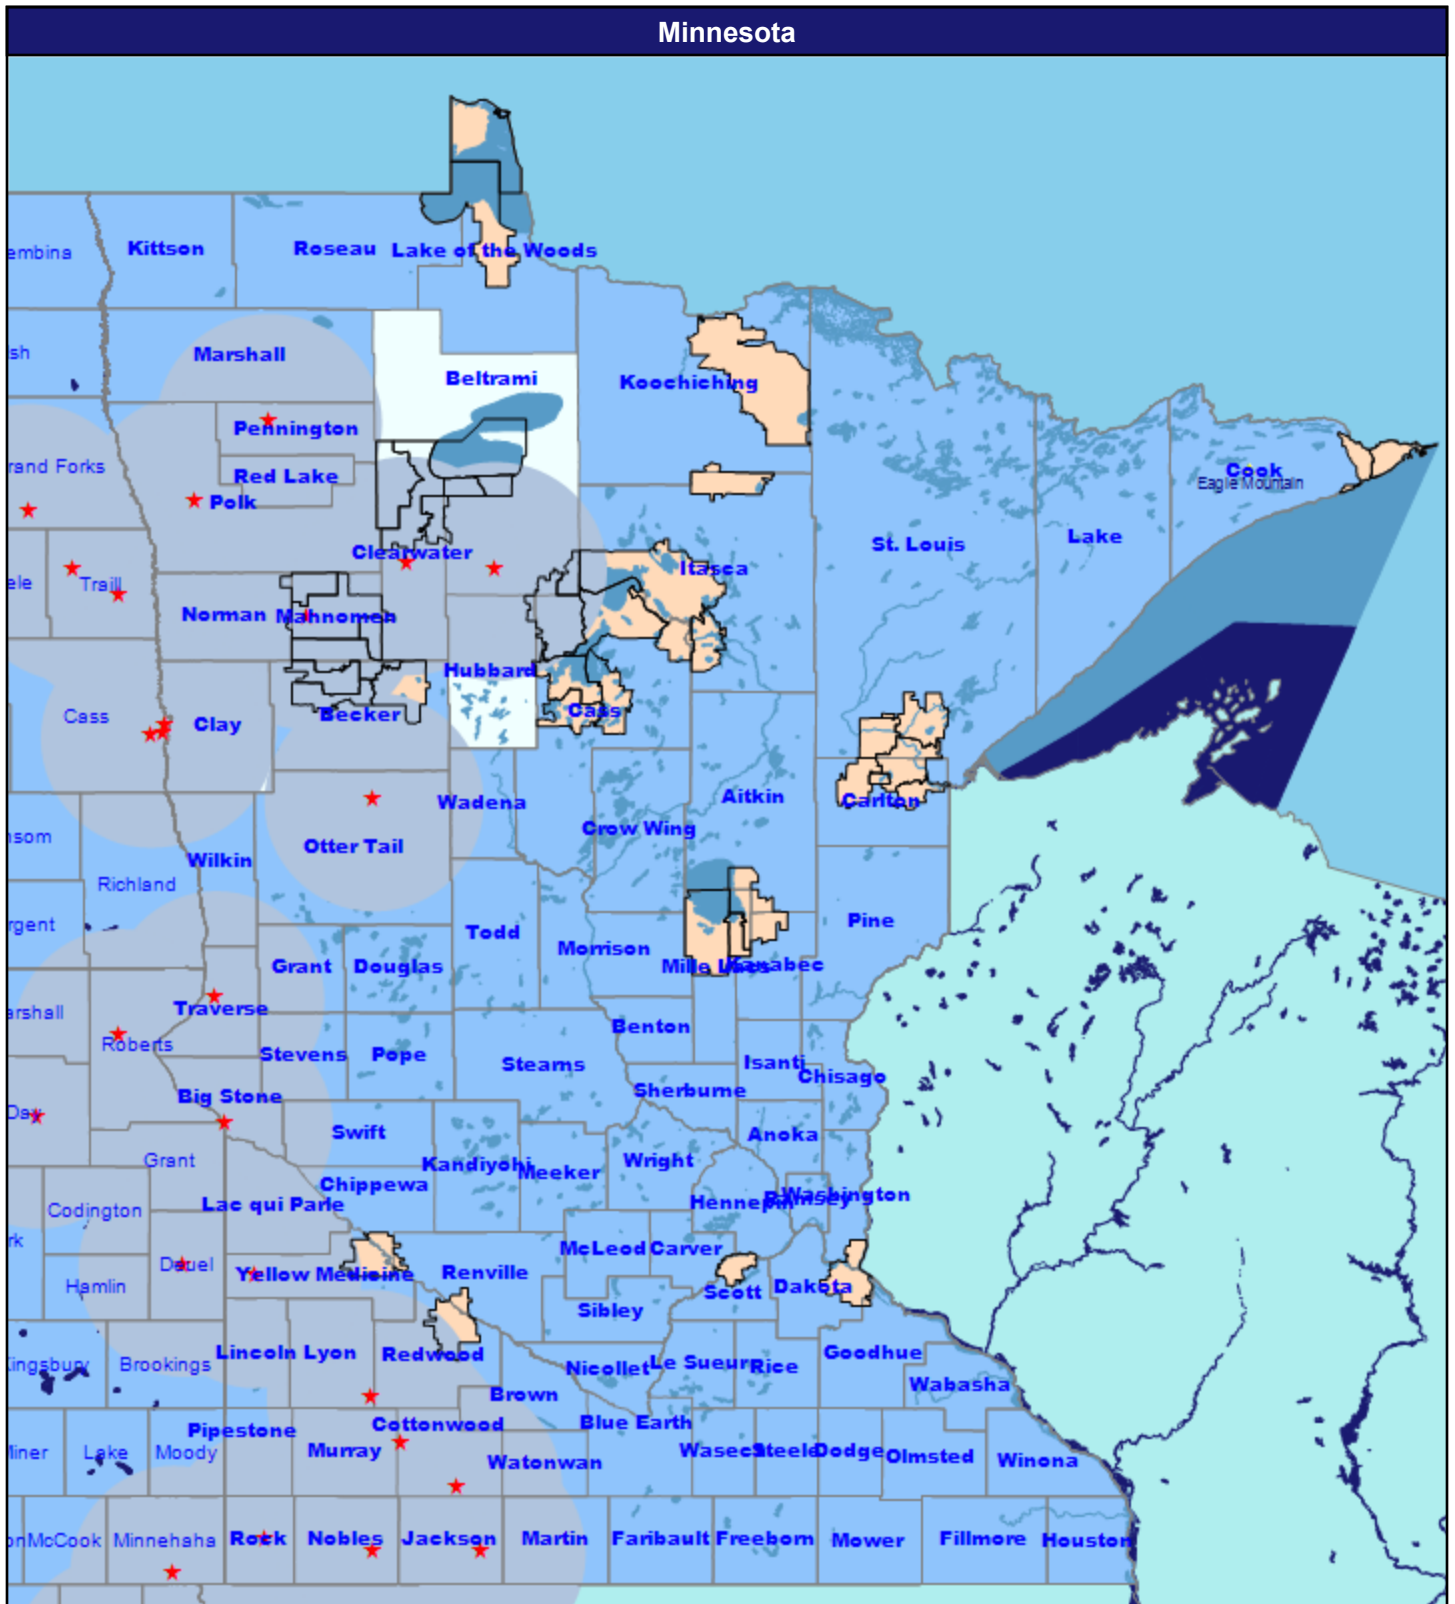 Minnesota
embina
Kittson
Roseau
Lake of the Woods
sh
Marshall
Beltrami
Koochiching
Pennington
rand Forks
Red Lake
Polk
Cook
Eagle Mountain
Clearwater
St. Louis
Lake
Itasca
ele
Traill
Norman
Mahnomen
Hubbard
Cass
Clay
Becker
Cass
Wadena
Aitkin
Carlton
Crow Wing
nsom
Otter Tail
Wilkin
Richland
rgent
Todd
Morrison
Pine
Grant
Douglas
Mille Lacs
Kanabec
arshall
Traverse
Roberts
Benton
Stevens
Pope
Stearns
Isanti
Chisago
Sherburne
Big Stone
Day
Swift
Anoka
Grant
Kandiyohi
Meeker
Wright
Chippewa
Hennepin
Ramsey
Washington
Lac qui Parle
Codington
rk
McLeod
Carver
Deuel
Yellow Medicine
Renville
Hamlin
Scott
Dakota
Sibley
Kingsbury
Brookings
Lincoln
Lyon
Redwood
Nicollet
Le Sueur
Rice
Goodhue
Wabasha
Brown
Pipestone
Cottonwood
Blue Earth
Miner
Lake
Moody
Murray
Watonwan
Waseca
Steele
Dodge
Olmsted
Winona
on
McCook
Minnehaha
Rock
Nobles
Jackson
Martin
Faribault
Freeborn
Mower
Fillmore
Houston